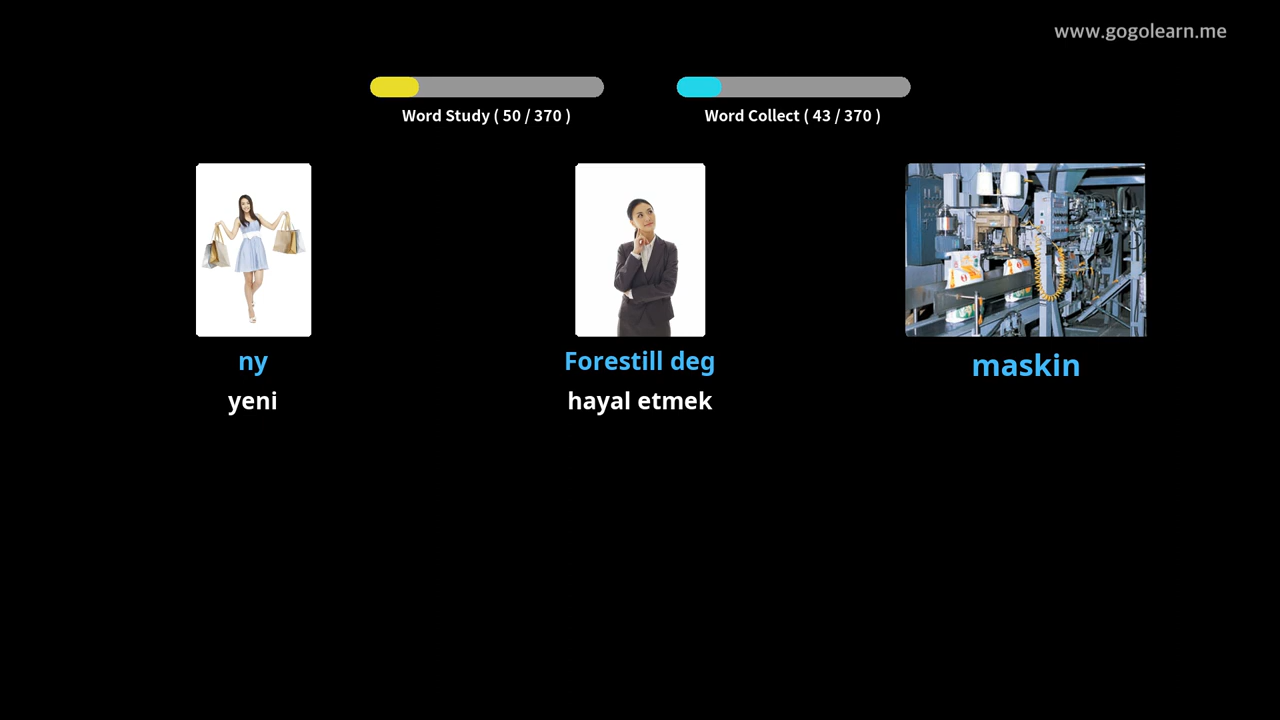 www.gogolearn.me
Word Study ( 50 / 370 )
Word Collect ( 43 / 370 )
ny
yeni
Forestill deg
hayal etmek
maskin